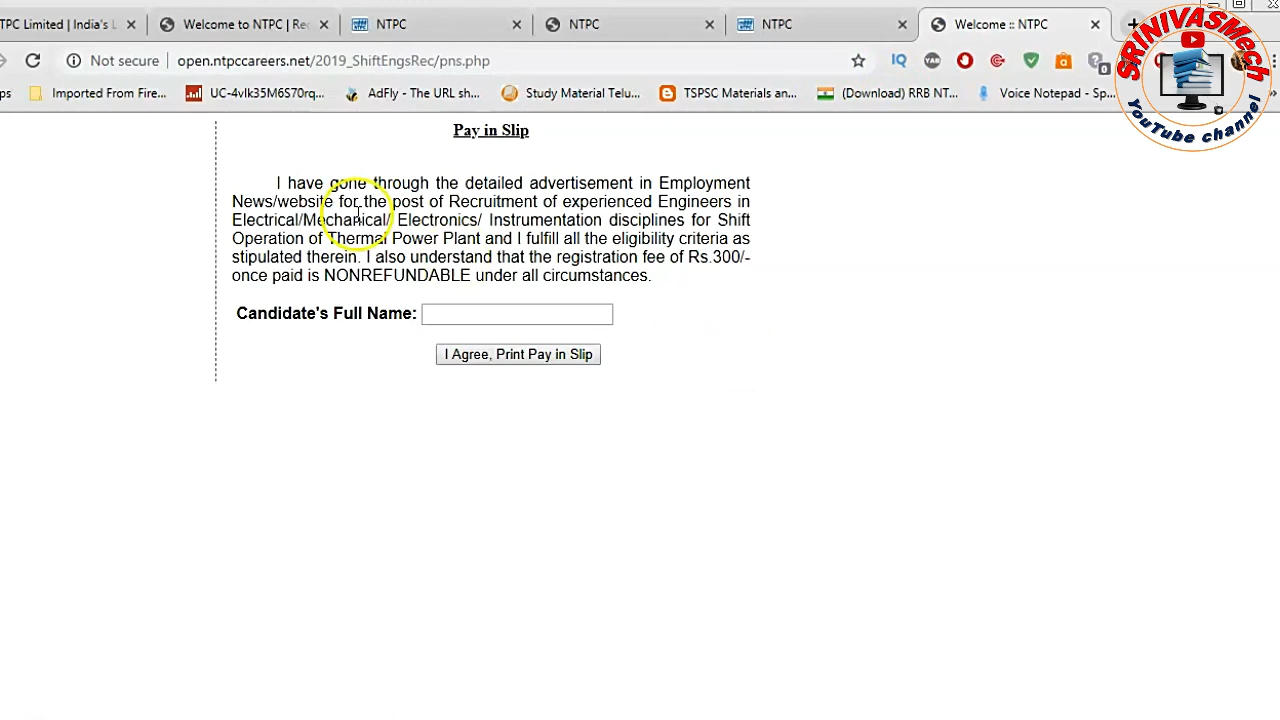 TPC Limited | India's L
Welcome to NTPC | Re
NTPC
NTPC
NTPC
Welcome :: NTPC
Not secure
open.ntpccareers.net/2019_ShiftEngsRec/pns.php
IQ
YAB
0
ps
Imported From Fire...
UC-4vlk35M6S70rq...
AdFly - The URL sh...
Study Material Telu...
TSPSC Materials an...
(Download) RRB NT...
Voice Notepad - Sp...
SRINIVASMech
YouTube channel
Pay in Slip
I have gone through the detailed advertisement in Employment
News/website for the post of Recruitment of experienced Engineers in
Electrical/Mechanical/ Electronics/ Instrumentation disciplines for Shift
Operation of Thermal Power Plant and I fulfill all the eligibility criteria as
stipulated therein. I also understand that the registration fee of Rs.300/-
once paid is NONREFUNDABLE under all circumstances.
Candidate's Full Name:
I Agree, Print Pay in Slip